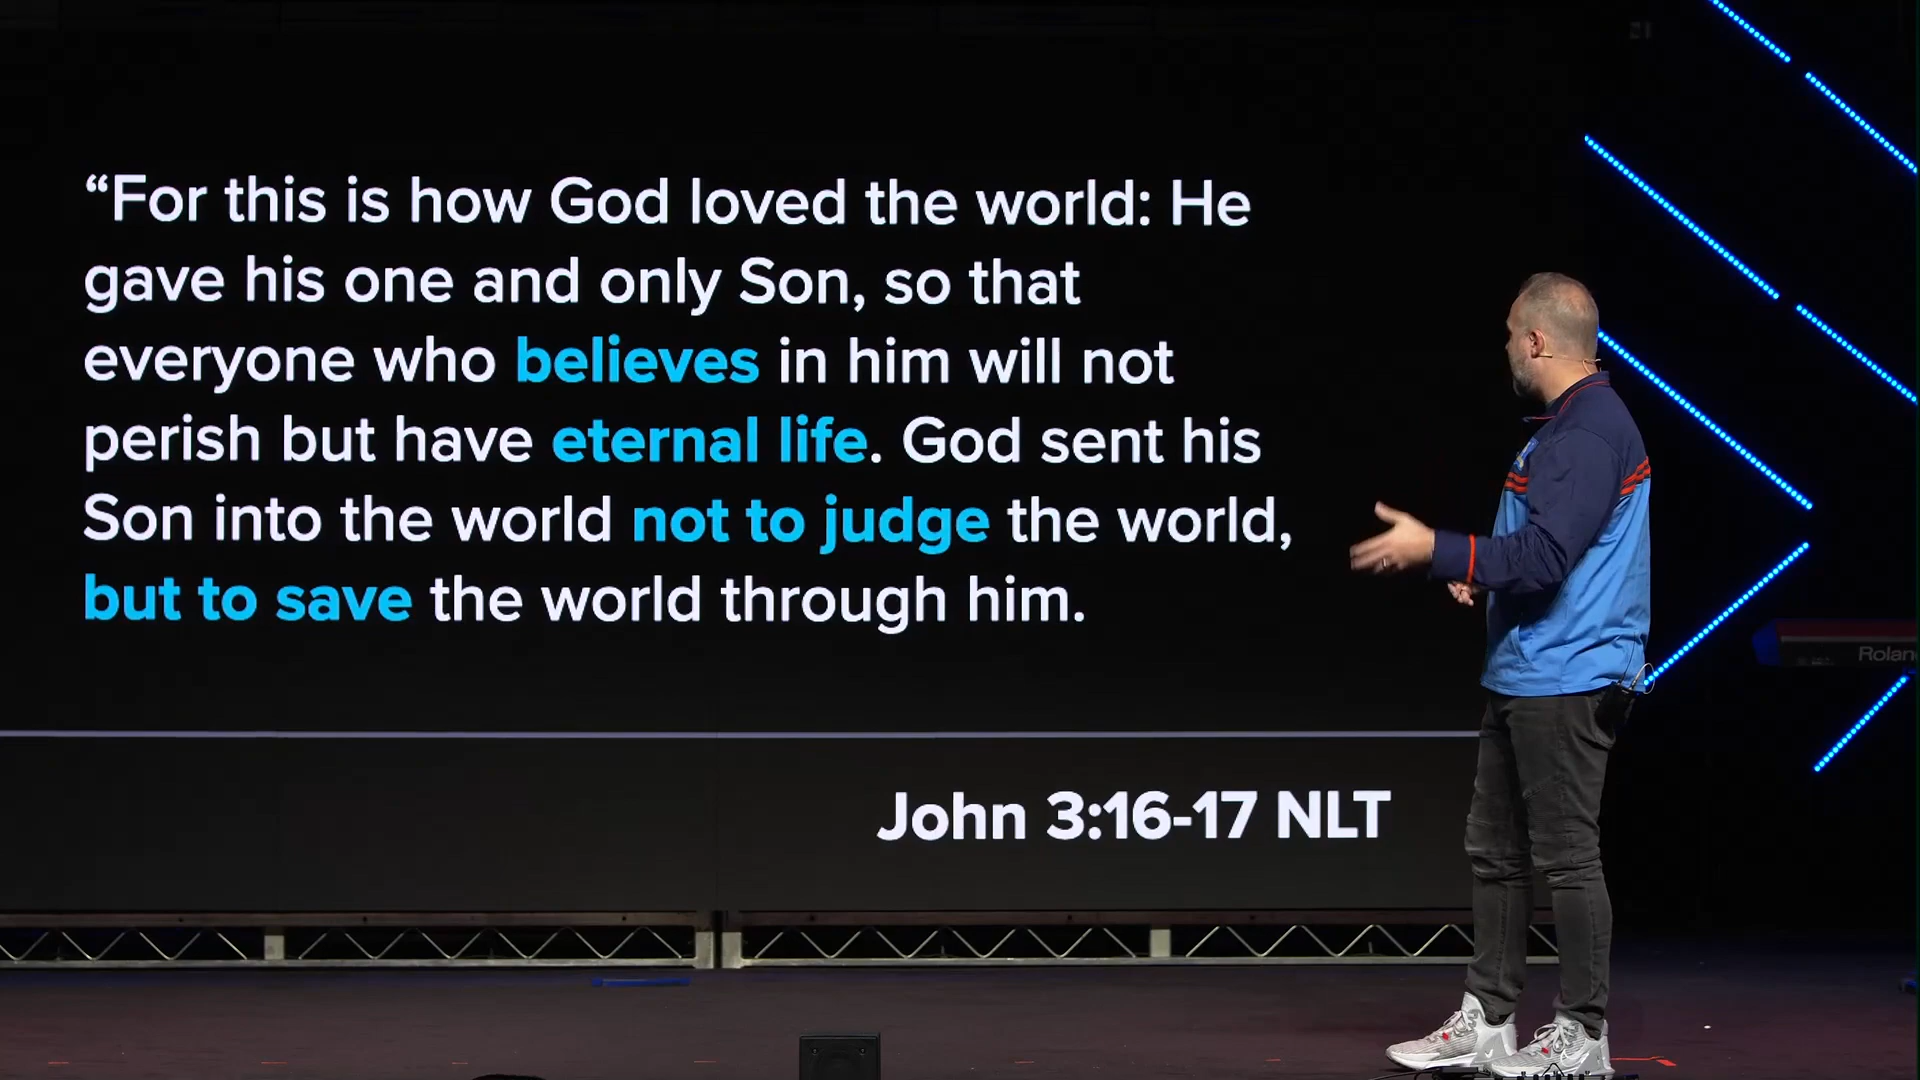 “For this is how God loved the world: He
gave his one and only Son, so that
everyone who believes in him will not
perish but have eternal life. God sent his
Son into the world not to judge the world,
but to save the world through him.
John 3:16-17 NLT
Roland